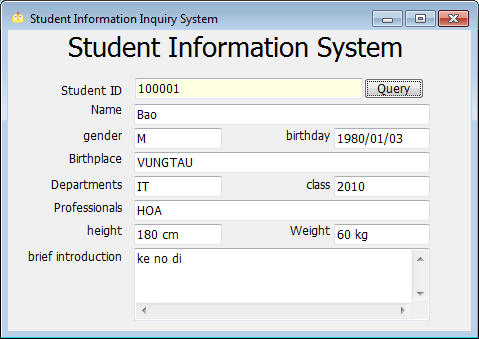 Student Information Inquiry System
Student Information System
Student ID 100001 Query
Name Bao
gender M birthday 1980/01/03
Birthplace VUNGTAU
Departments IT class 2010
Professionals HOA
height 180 cm Weight 60 kg
brief introduction ke no di